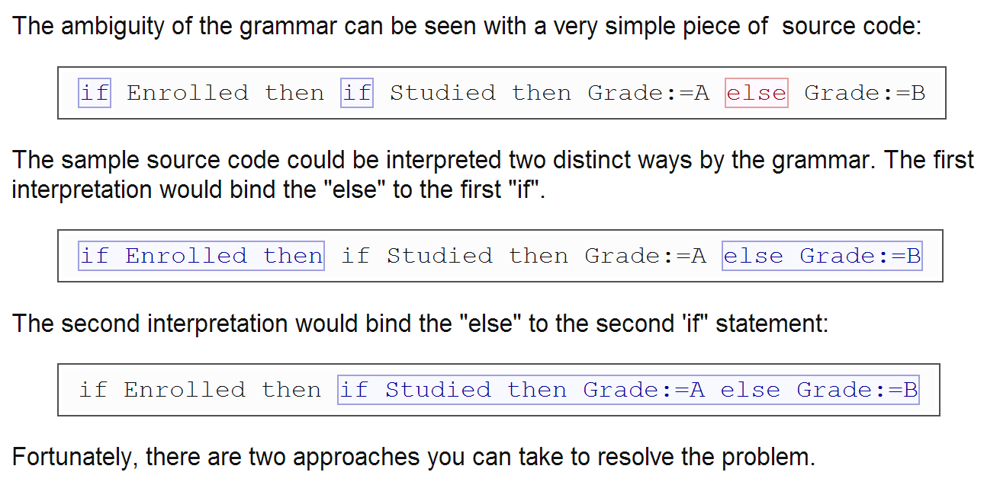 The ambiguity of the grammar can be seen with a very simple piece of  source code:
if Enrolled then if Studied then Grade:=A else Grade:=B
The sample source code could be interpreted two distinct ways by the grammar. The first
interpretation would bind the "else" to the first "if".
if Enrolled then if Studied then Grade:=A else Grade:=B
The second interpretation would bind the "else" to the second 'if" statement:
if Enrolled then if Studied then Grade:=A else Grade:=B
Fortunately, there are two approaches you can take to resolve the problem.